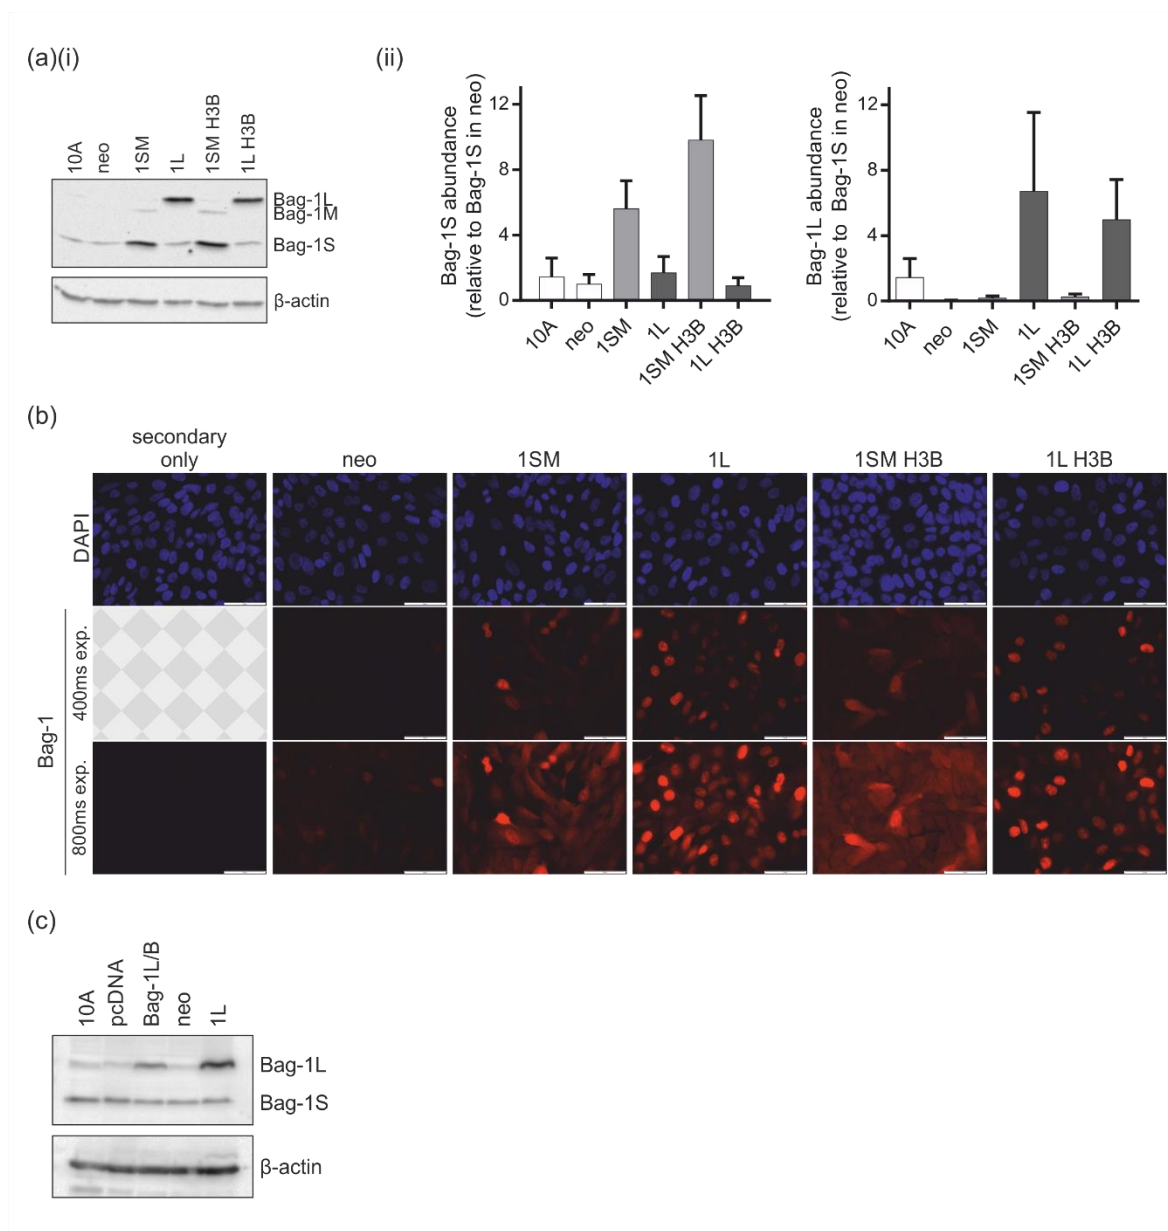 (a)(i)
10A
neo
1SM
1L
1SM H3B
1L H3B
Bag-1L
Bag-1M
Bag-1S
β-actin
(ii)
Bag-1S abundance
(relative to Bag-1S in neo)
12
8
4
0
10A
neo
1SM
1L
1SM H3B
1L H3B
Bag-1L abundance
(relative to Bag-1S in neo)
12
8
4
0
10A
neo
1SM
1L
1SM H3B
1L H3B
(b)
secondary
only
neo
1SM
1L
1SM H3B
1L H3B
DAPI
Bag-1
400ms exp.
800ms exp.
(c)
10A
pcDNA
Bag-1L/B
neo
1L
Bag-1L
Bag-1S
β-actin